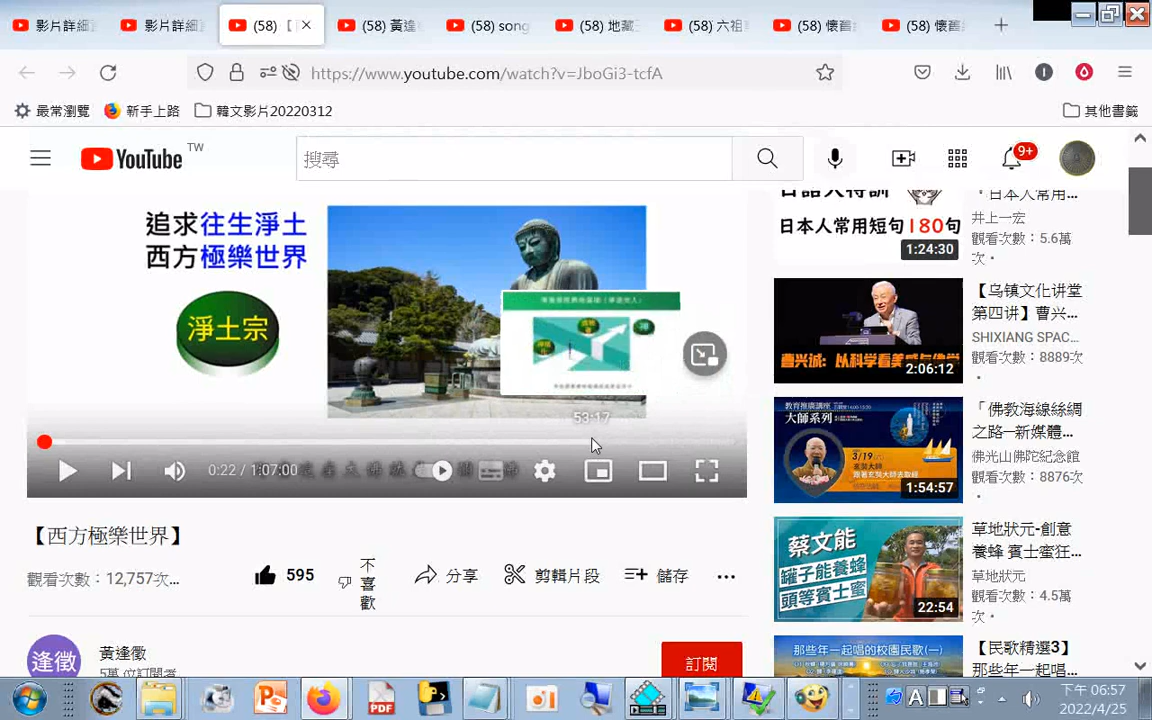 影片詳細
影片詳細
(58)
(58) 黃逢
(58) song
(58) 地藏
(58) 六祖
(58) 懷舊
(58) 懷舊
https://www.youtube.com/watch?v=JboGi3-tcfA
最常瀏覽
新手上路
韓文影片20220312
其他書籤
YouTube TW
搜尋
9+
追求往生淨土
西方極樂世界
淨土宗
53:17
0:22 / 1:07:00
【西方極樂世界】
觀看次數：12,757次...
595
不喜歡
分享
剪輯片段
儲存
逢徵
黃逢徵
訂閱
日本人常用短句180句
1:24:30
「日本人常用...
井上一宏
觀看次數：5.6萬
次・
曹兴诚：以科学看美
2:06:12
【乌镇文化讲堂
第四讲】曹兴...
SHIXIANG SPAC...
觀看次數：8889次
・
教育推廣講座
大師系列
3/19
1:54:57
「佛教海線絲綢
之路─新媒體...
佛光山佛陀紀念館
觀看次數：8876次
・
蔡文能
罐子能養蜂
頭等賓士蜜
22:54
草地狀元-創意
養蜂 賓士蜜狂...
草地狀元
觀看次數：4.5萬
次・
那些年一起唱的校園民歌(一)
【民歌精選3】
那些年一起唱...
PDF
A
下午 06:57
2022/4/25